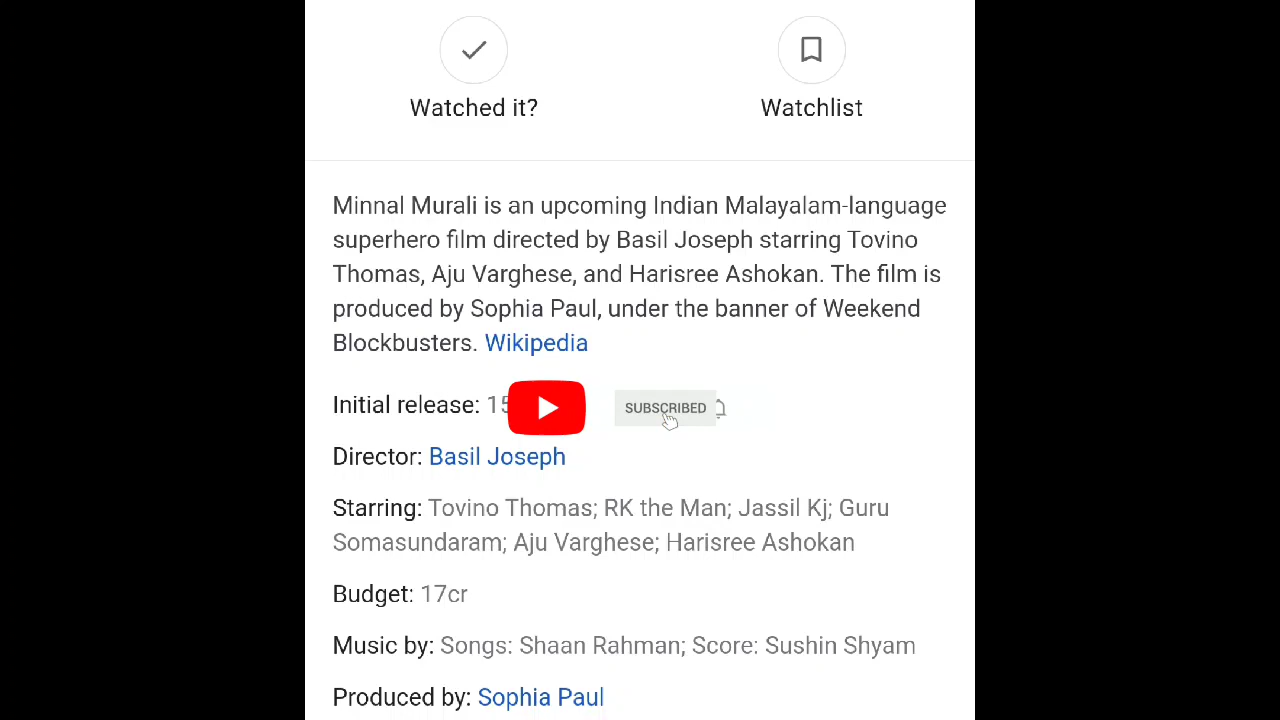 Watched it?
Watchlist
Minnal Murali is an upcoming Indian Malayalam-language
superhero film directed by Basil Joseph starring Tovino
Thomas, Aju Varghese, and Harisree Ashokan. The film is
produced by Sophia Paul, under the banner of Weekend
Blockbusters. Wikipedia
Initial release: 15
SUBSCRIBED
Director: Basil Joseph
Starring: Tovino Thomas; RK the Man; Jassil Kj; Guru
Somasundaram; Aju Varghese; Harisree Ashokan
Budget: 17cr
Music by: Songs: Shaan Rahman; Score: Sushin Shyam
Produced by: Sophia Paul